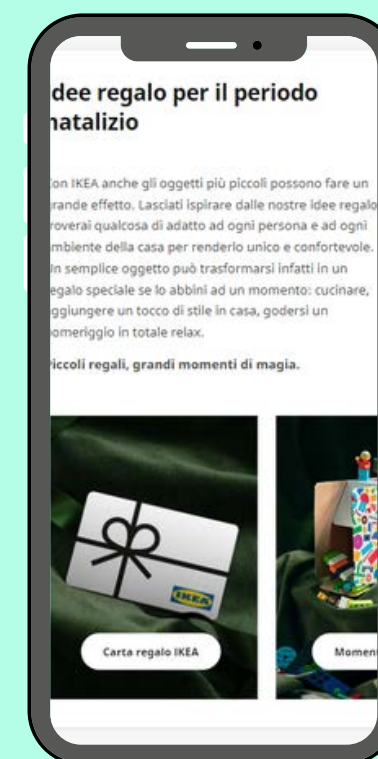 dee regalo per il periodo
natalizio
on IKEA anche gli oggetti più piccoli possono fare un
rande effetto. Lasciati ispirare dalle nostre idee regalo
roverai qualcosa di adatto ad ogni persona e ad ogni
mbiente della casa per renderlo unico e confortevole.
Un semplice oggetto può trasformarsi infatti in un
egalo speciale se lo abbini ad un momento: cucinare,
ggiungere un tocco di stile in casa, godersi un
omeriggio in totale relax.
iccoli regali, grandi momenti di magia.
IKEA
Carta regalo IKEA
Moment